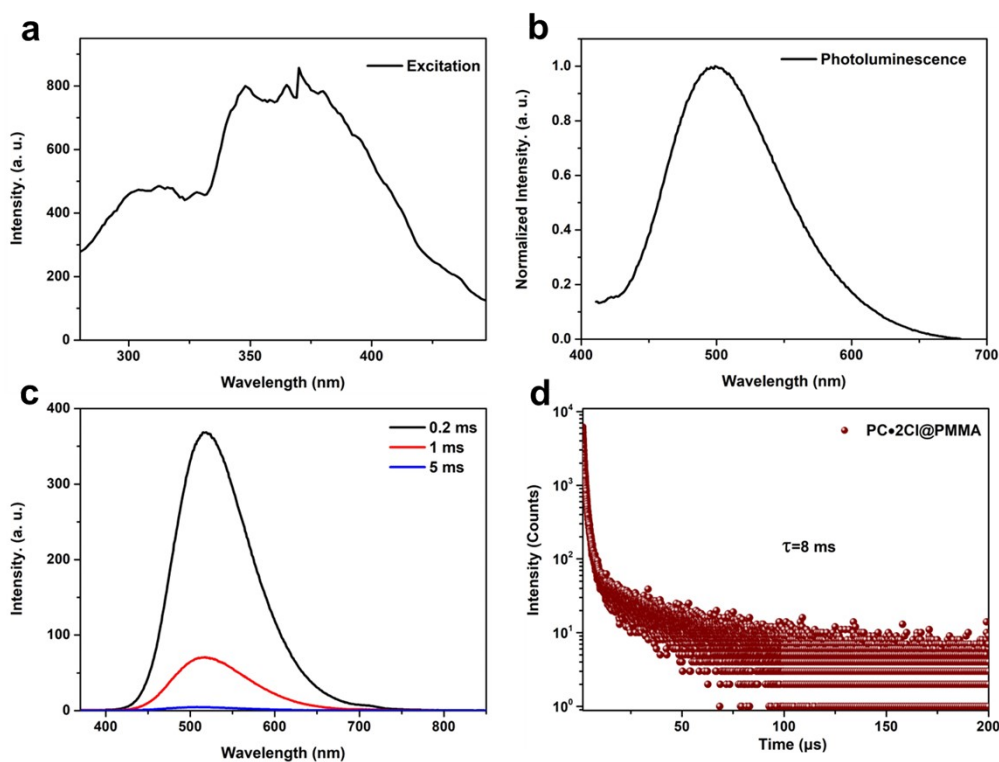 a
Excitation
800
600
400
200
0
300
350
400
Intensity. (a. u.)
Wavelength (nm)
b
Photoluminescence
1.0
0.8
0.6
0.4
0.2
0.0
400
500
600
700
Normalized Intensity. (a. u.)
Wavelength (nm)
c
0.2 ms
1 ms
5 ms
400
300
200
100
0
400
500
600
700
800
Intensity. (a. u.)
Wavelength (nm)
d
PC•2Cl@PMMA
τ=8 ms
10⁴
10³
10²
10¹
10⁰
50
100
150
200
Intensity (Counts)
Time (μs)